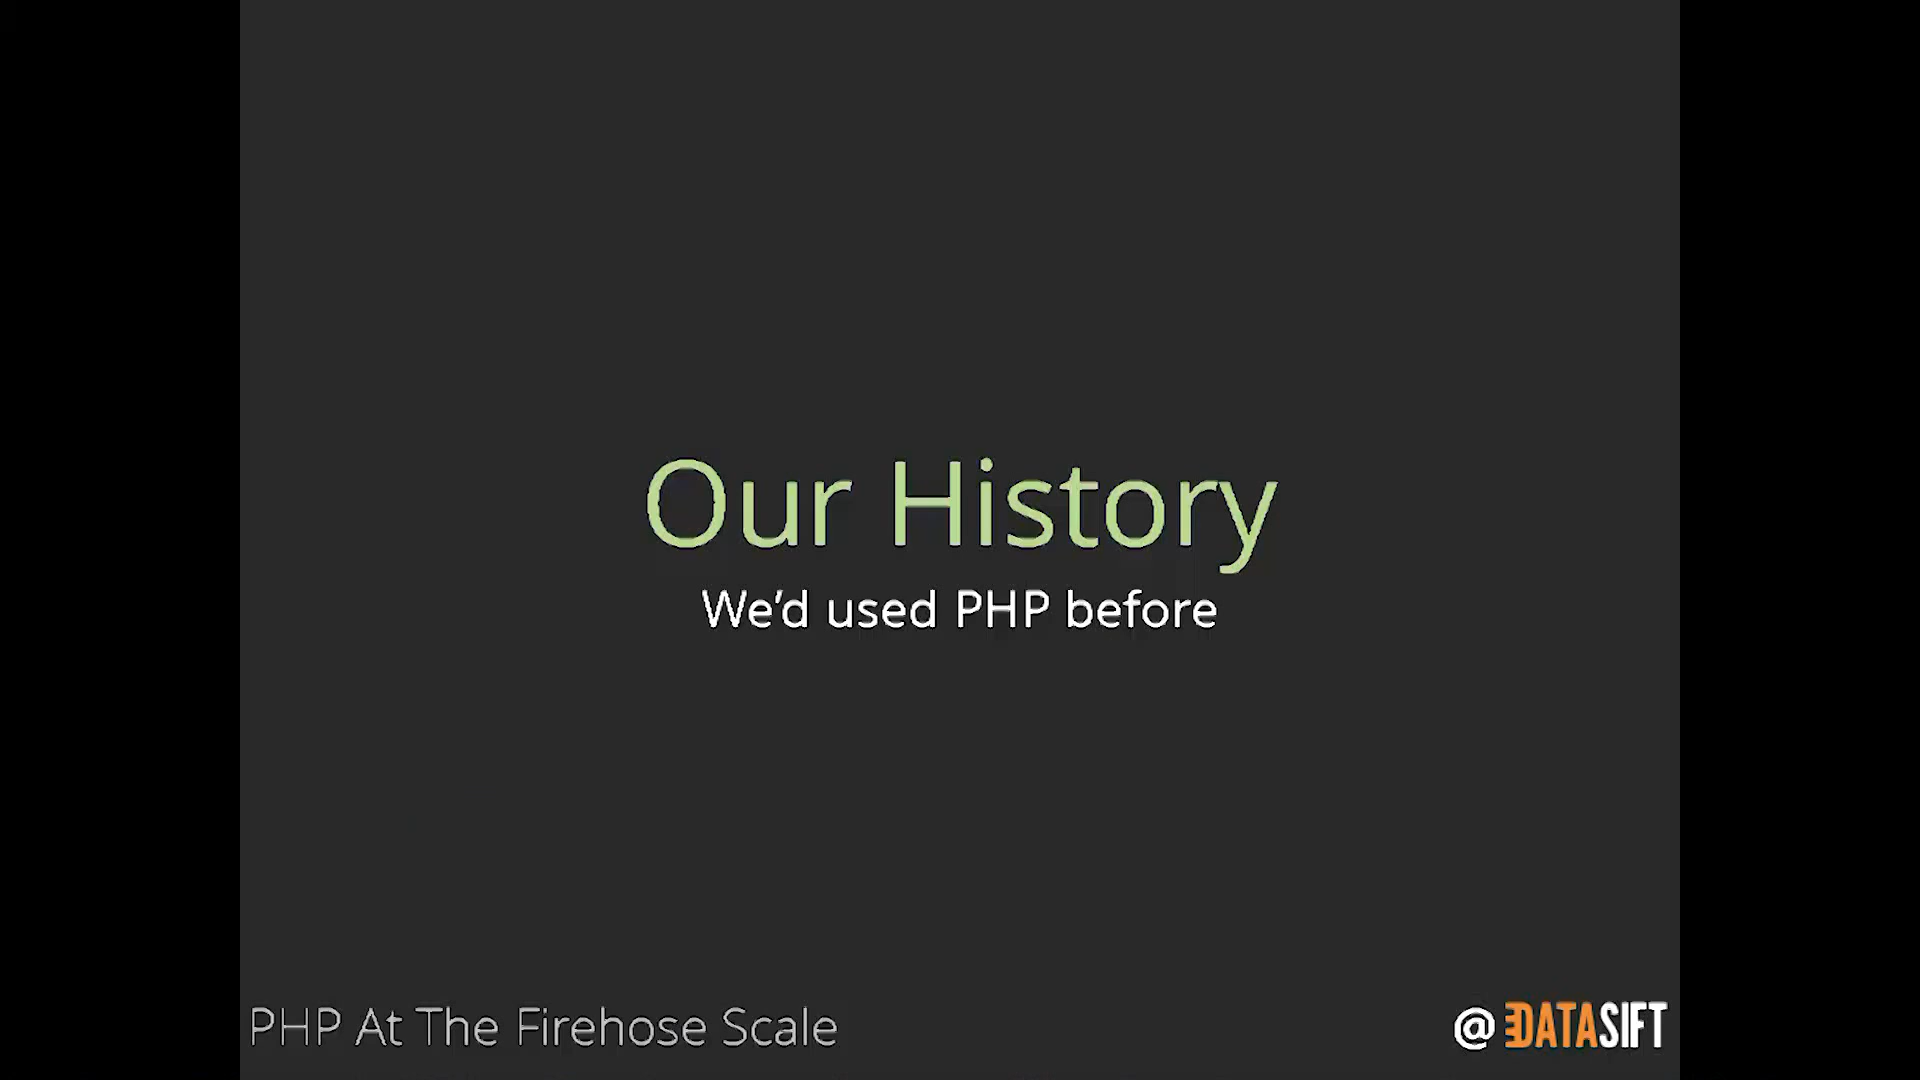 Our History
We’d used PHP before
PHP At The Firehose Scale
@ DATASIFT